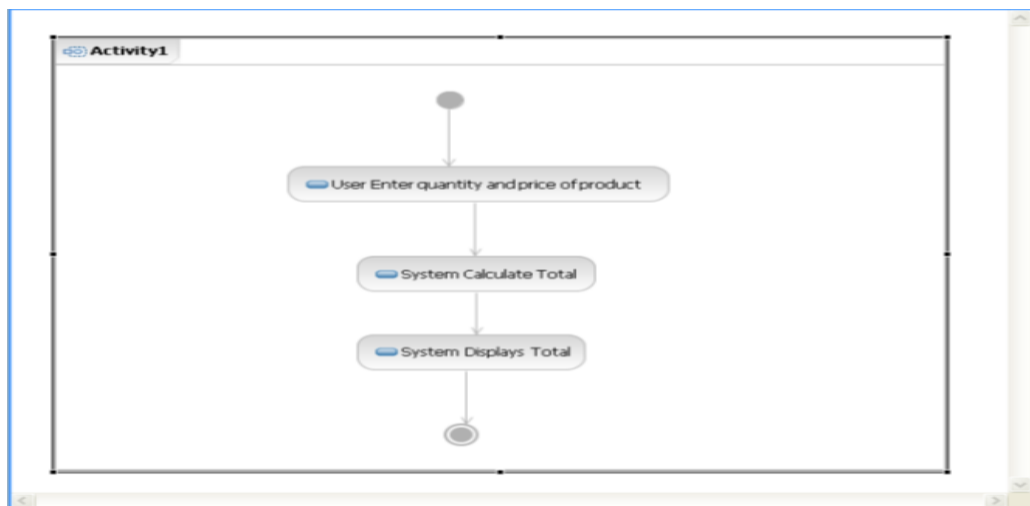 Activity1
User Enter quantity and price of product
System Calculate Total
System Displays Total